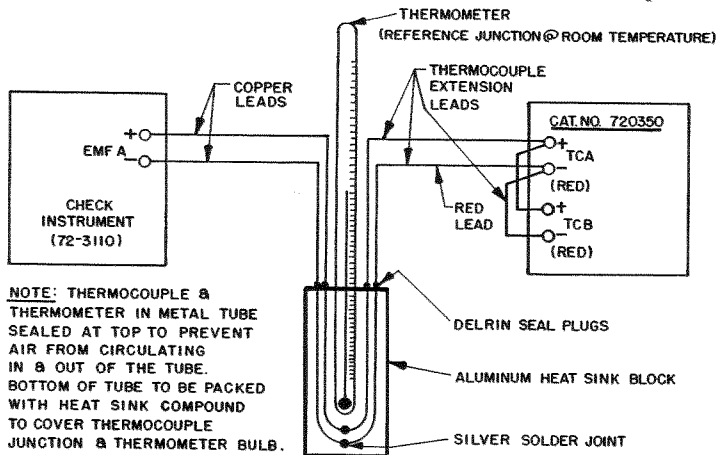 THERMOMETER
(REFERENCE JUNCTION@ROOM TEMPERATURE)
COPPER
LEADS
THERMOCOUPLE
EXTENSION
LEADS
CAT. NO. 720350
+
EMF A
-
+
TCA
-
(RED)
+
TCB
-
(RED)
CHECK
INSTRUMENT
(72-3110)
RED
LEAD
NOTE: THERMOCOUPLE &
THERMOMETER IN METAL TUBE
SEALED AT TOP TO PREVENT
AIR FROM CIRCULATING
IN & OUT OF THE TUBE.
BOTTOM OF TUBE TO BE PACKED
WITH HEAT SINK COMPOUND
TO COVER THERMOCOUPLE
JUNCTION & THERMOMETER BULB.
DELRIN SEAL PLUGS
ALUMINUM HEAT SINK BLOCK
SILVER SOLDER JOINT